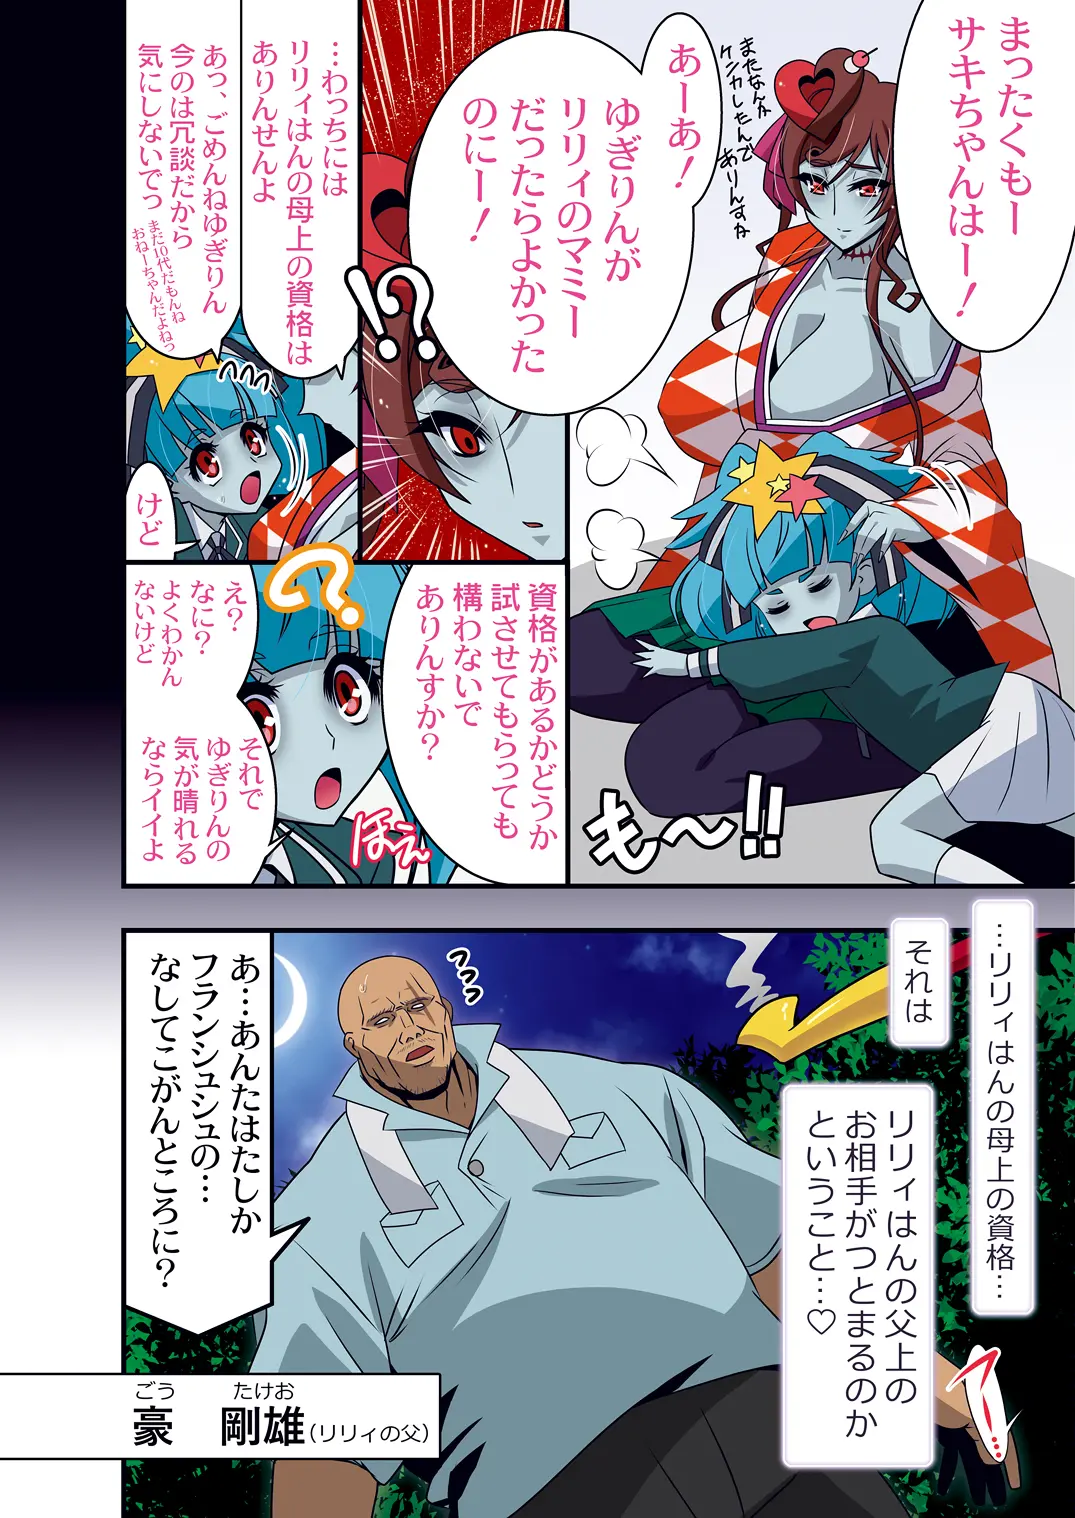 まったくもー
サキちゃんはー！
またなんか
ケンカしたんで
ありんすな
あーあ！
ゆぎりんが
リリィのマミー
だったらよかった
のにー！
も～!!
!?
…わっちには
リリィはんの母上の資格は
ありんせんよ
あっ、ごめんねゆぎりん
今のは冗談だから
気にしないでっ
まだ10代だもんね
おねーちゃんだよねっ
けど
資格があるかどうか
試させてもらっても
構わないで
ありんすか？
?
え？
なに？
よくわかん
ないけど
それで
ゆぎりんの
気が晴れる
ならイイよ
ほぇ
…リリィはんの母上の資格…
それは
リリィはんの父上の
お相手がつとまるのか
ということ…♡
うっっ
あ…あんたはたしか
フランシュシュの…
なしてこがんところに？
ごう たけお
豪 剛雄(リリィの父)